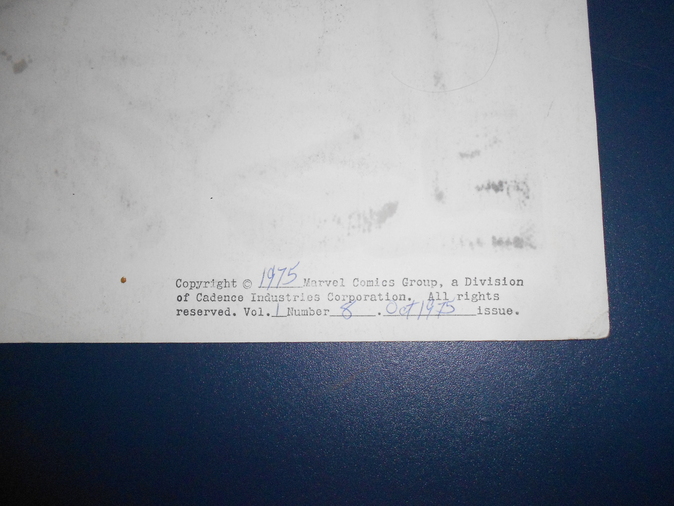 Copyright © 1975 Marvel Comics Group, a Division
of Cadence Industries Corporation. All rights
reserved. Vol. 1 Number 8 . Oct 1975 issue.